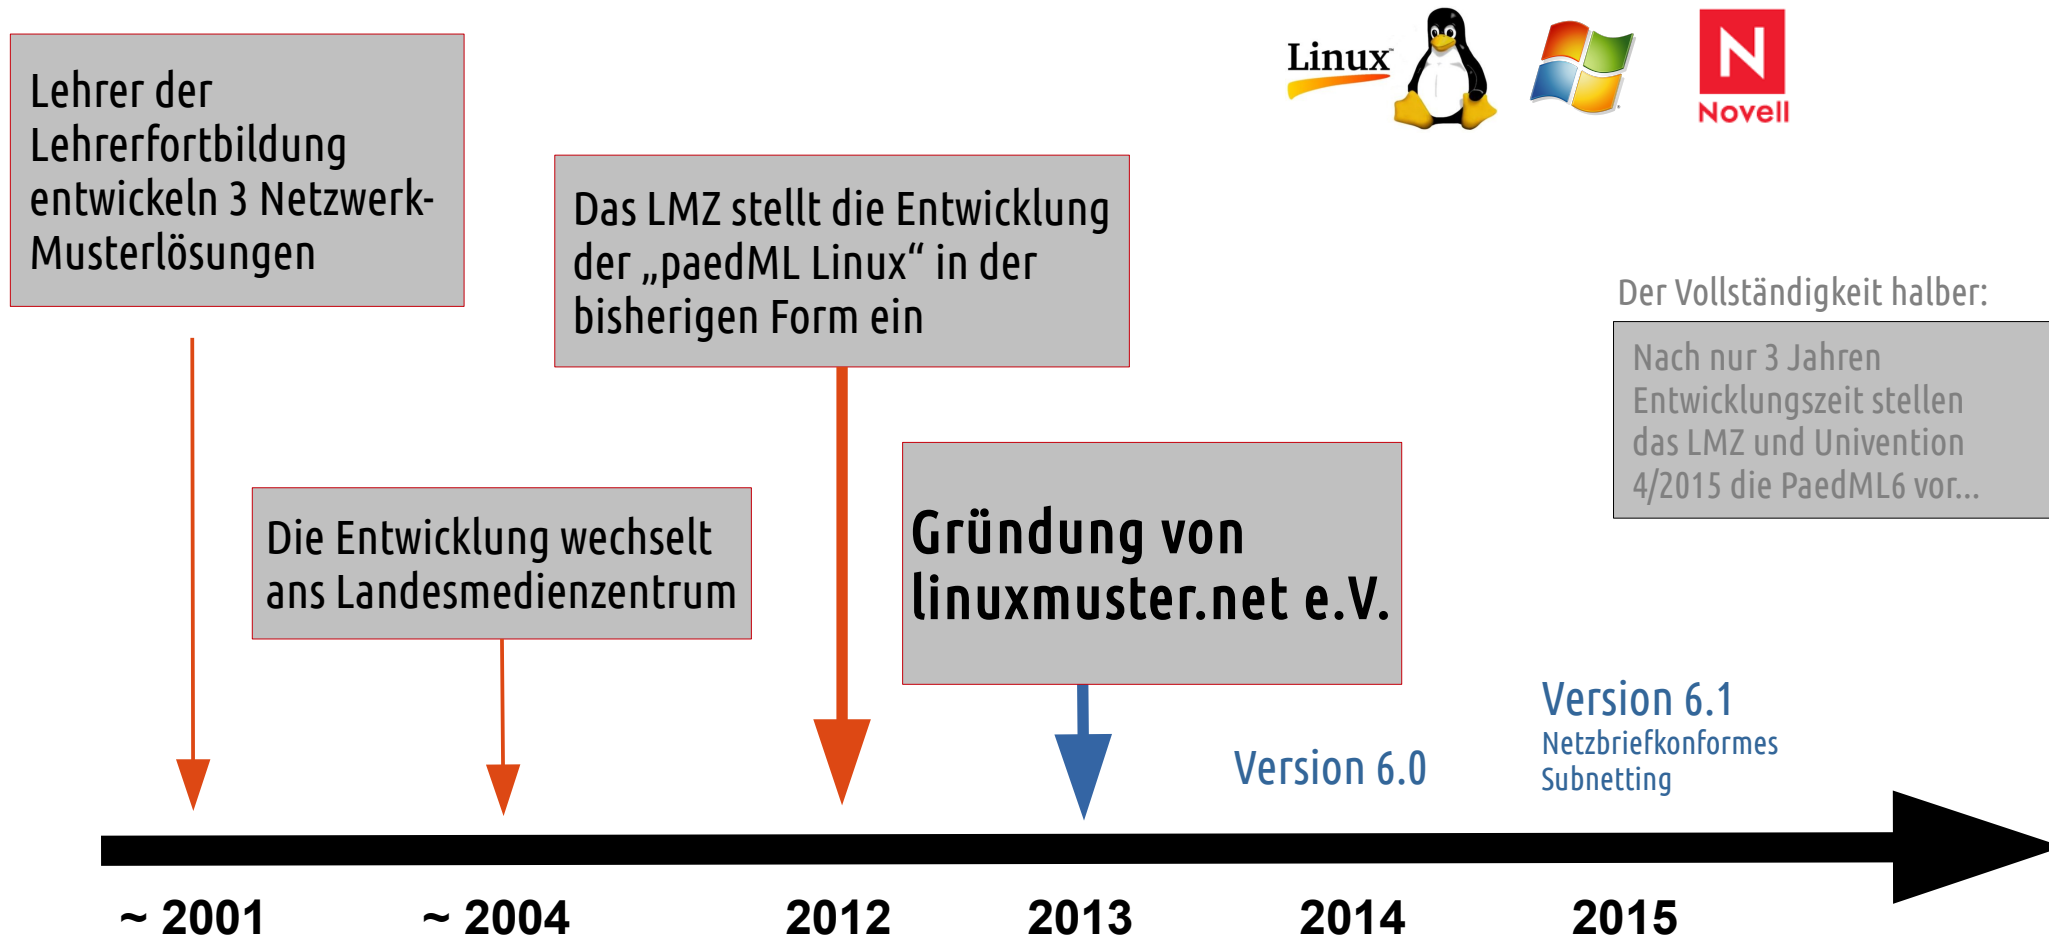 Linux
Novell
Lehrer der
Lehrerfortbildung
entwickeln 3 Netzwerk-
Musterlösungen
Das LMZ stellt die Entwicklung
der „paedML Linux“ in der
bisherigen Form ein
Der Vollständigkeit halber:
Nach nur 3 Jahren
Entwicklungszeit stellen
das LMZ und Univention
4/2015 die PaedML6 vor...
Die Entwicklung wechselt
ans Landesmedienzentrum
Gründung von
linuxmuster.net e.V.
Version 6.0
Version 6.1
Netzbriefkonformes
Subnetting
~ 2001
~ 2004
2012
2013
2014
2015